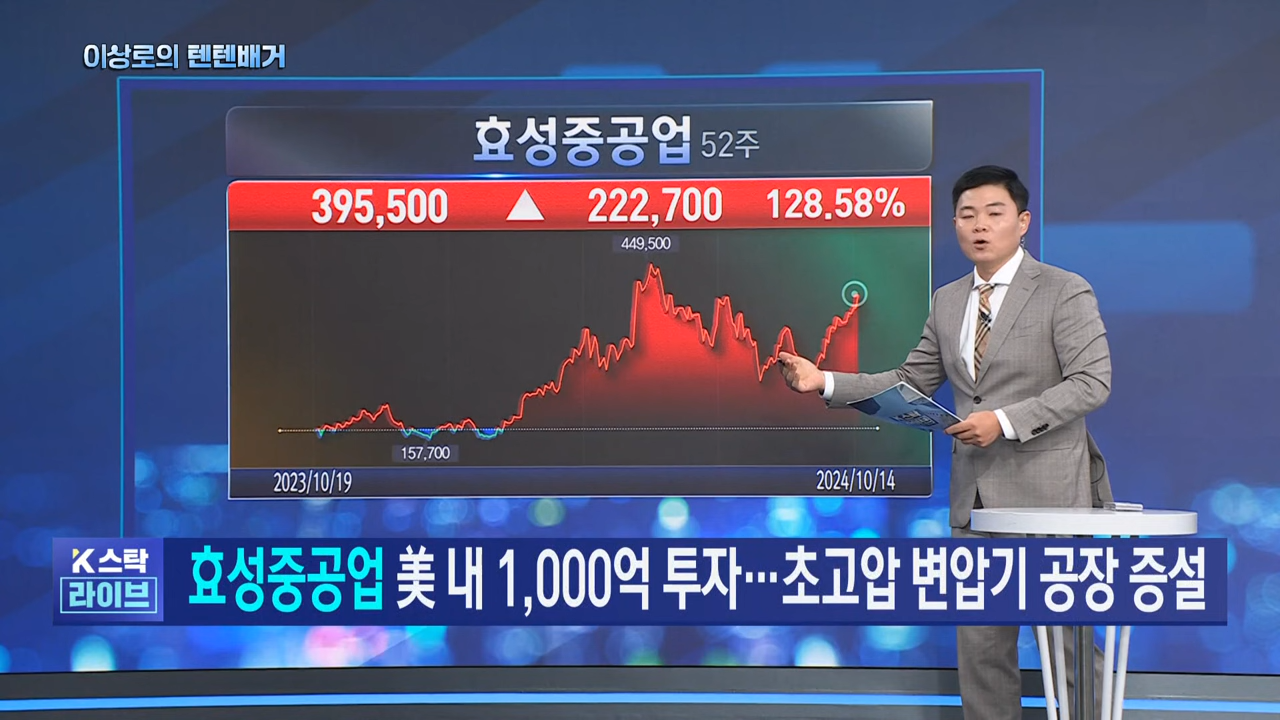 이상로의 텐텐배거
효성중공업 52주
395,500 ▲ 222,700 128.58%
449,500
157,700
2023/10/19 2024/10/14
K스탁
라이브
효성중공업 美 내 1,000억 투자…초고압 변압기 공장 증설